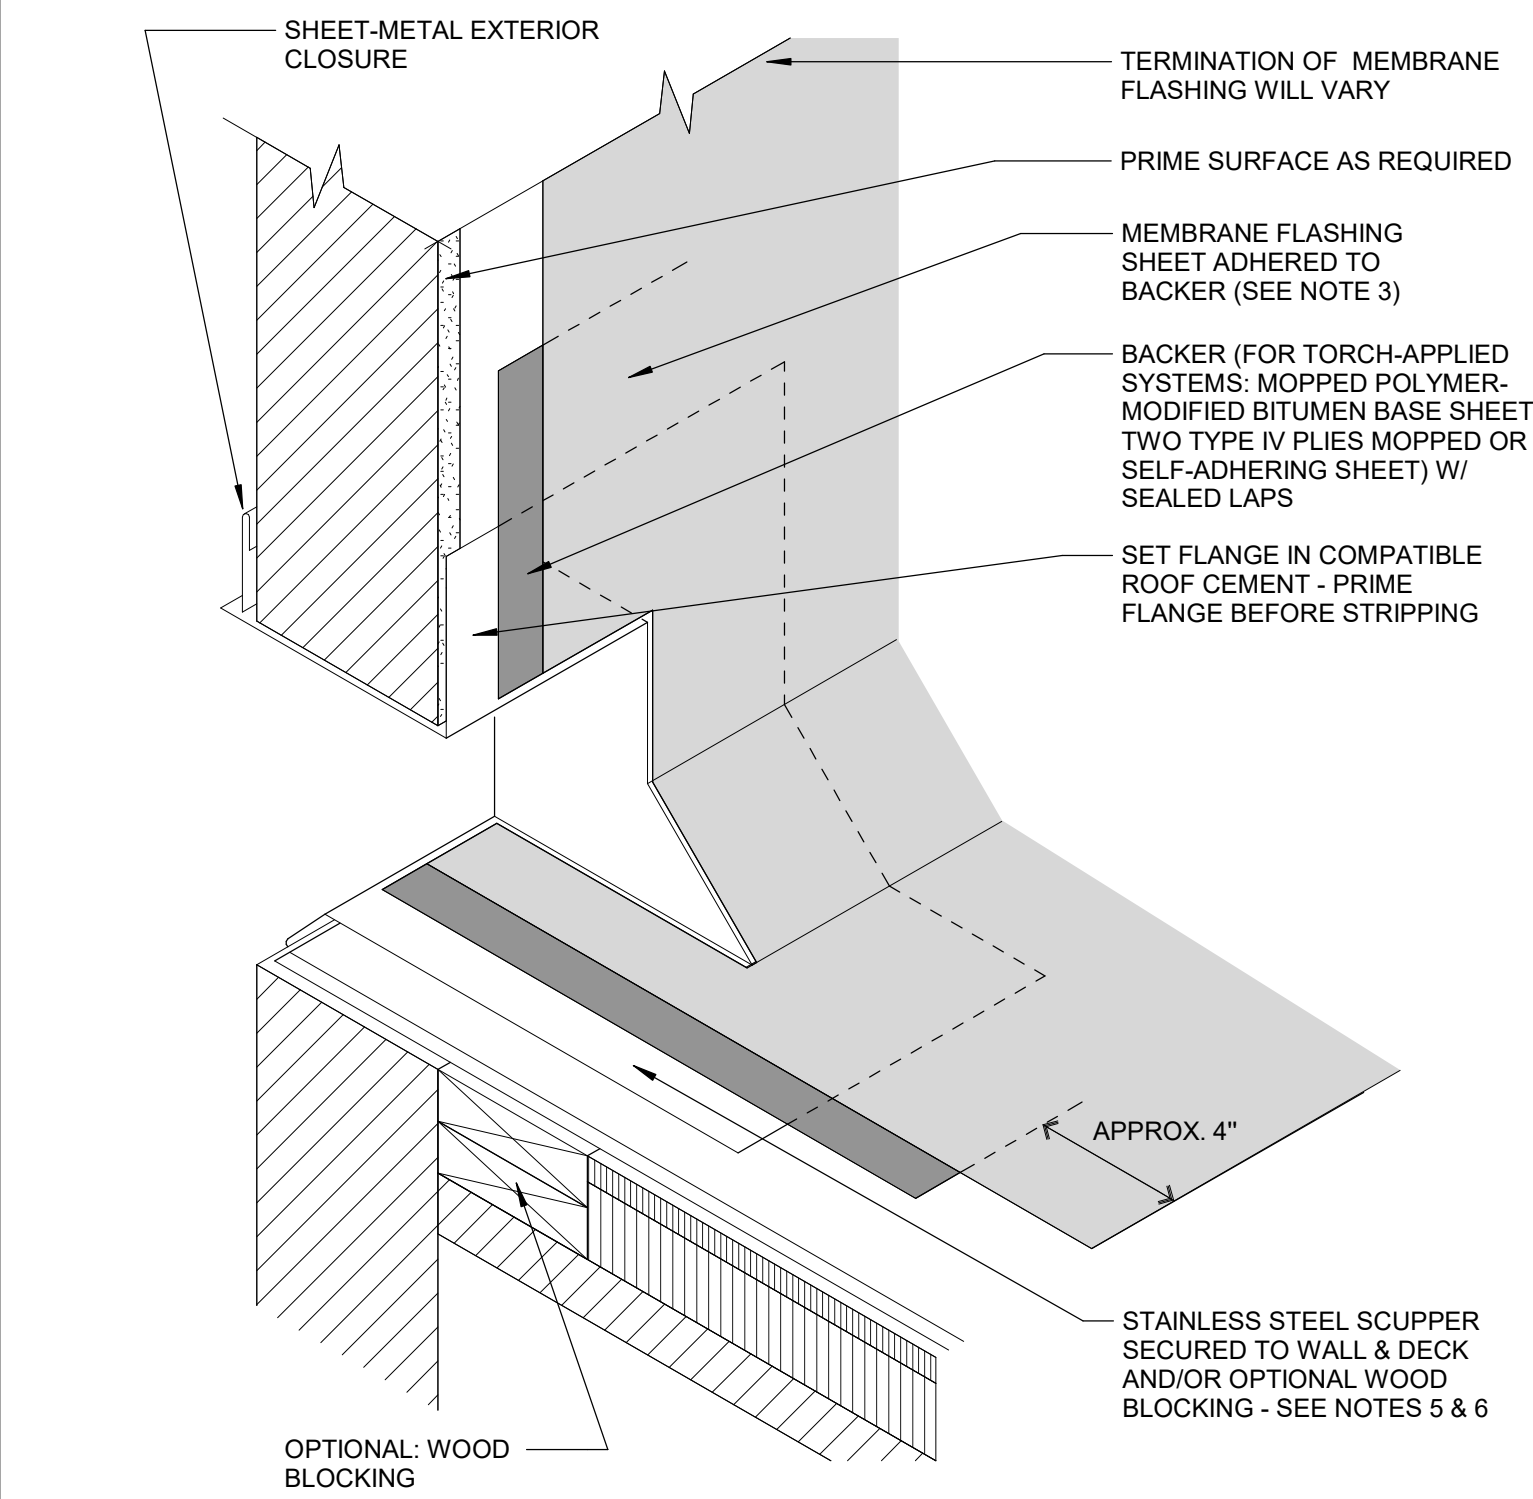 SHEET-METAL EXTERIOR
CLOSURE
TERMINATION OF MEMBRANE
FLASHING WILL VARY
PRIME SURFACE AS REQUIRED
MEMBRANE FLASHING
SHEET ADHERED TO
BACKER (SEE NOTE 3)
BACKER (FOR TORCH-APPLIED
SYSTEMS: MOPPED POLYMER-
MODIFIED BITUMEN BASE SHEET
TWO TYPE IV PLIES MOPPED OR
SELF-ADHERING SHEET) W/
SEALED LAPS
SET FLANGE IN COMPATIBLE
ROOF CEMENT - PRIME
FLANGE BEFORE STRIPPING
APPROX. 4"
STAINLESS STEEL SCUPPER
SECURED TO WALL & DECK
AND/OR OPTIONAL WOOD
BLOCKING - SEE NOTES 5 & 6
OPTIONAL: WOOD
BLOCKING